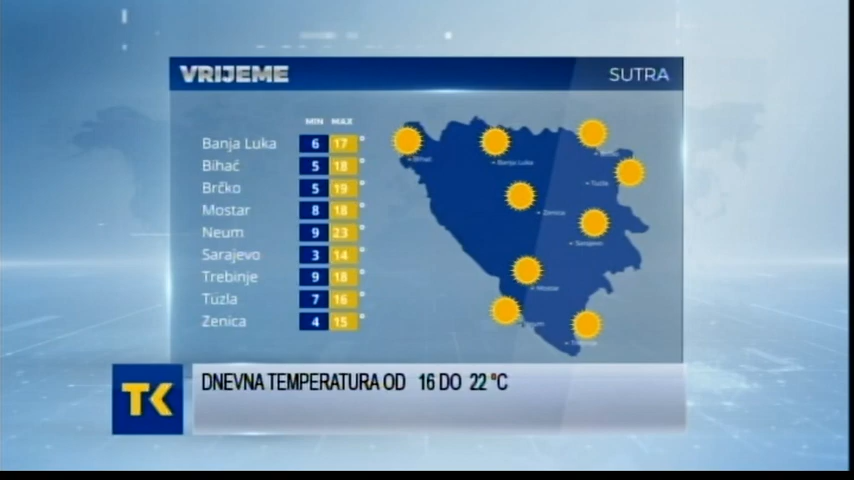 VRIJEME SUTRA
MIN MAX
Banja Luka 6 17 °
Bihać 5 18 °
Brčko 5 19 °
Mostar 8 18 °
Neum 9 23 °
Sarajevo 3 14 °
Trebinje 9 18 °
Tuzla 7 16 °
Zenica 4 15 °
Bihać
Banja Luka
Tuzla
Zenica
Sarajevo
Mostar
Trebinje
TK
DNEVNA TEMPERATURA OD 16 DO 22 °C